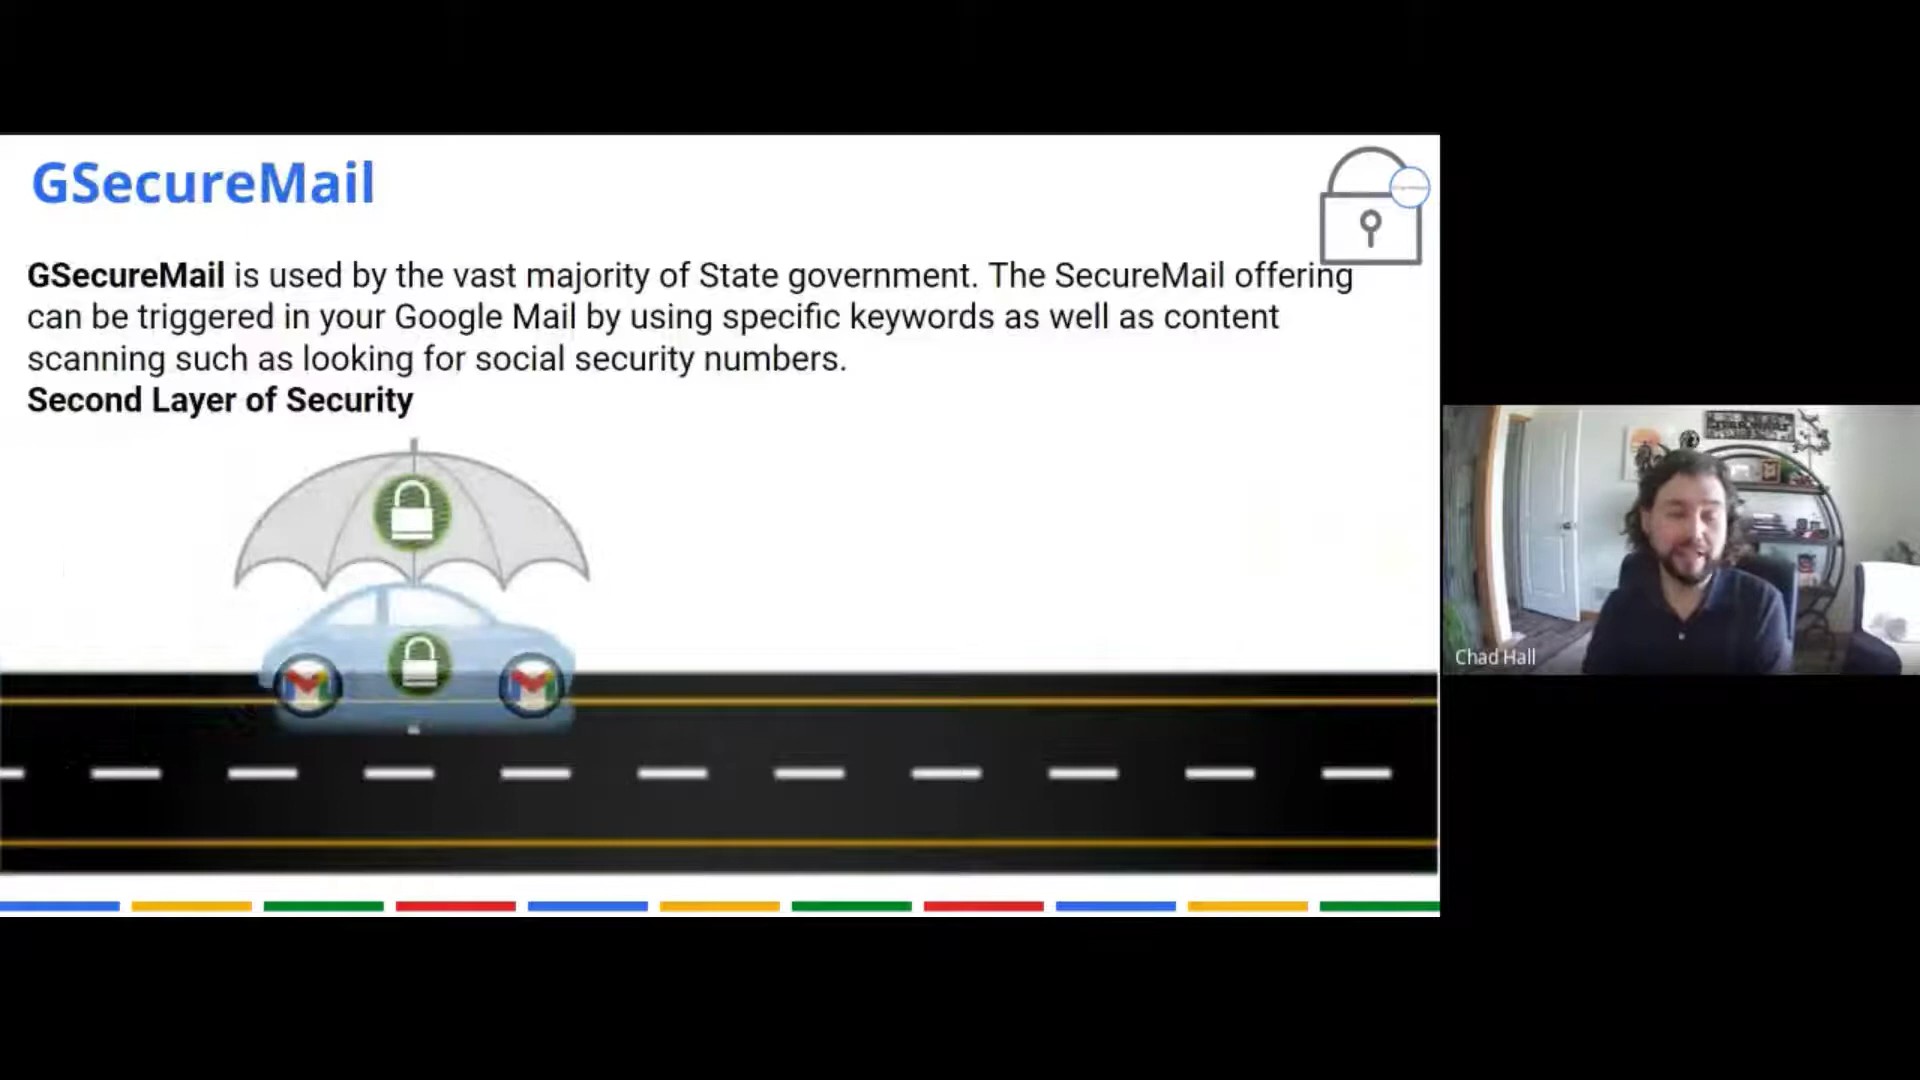 GSecureMail
GSecureMail is used by the vast majority of State government. The SecureMail offering
can be triggered in your Google Mail by using specific keywords as well as content
scanning such as looking for social security numbers.
Second Layer of Security
Chad Hall